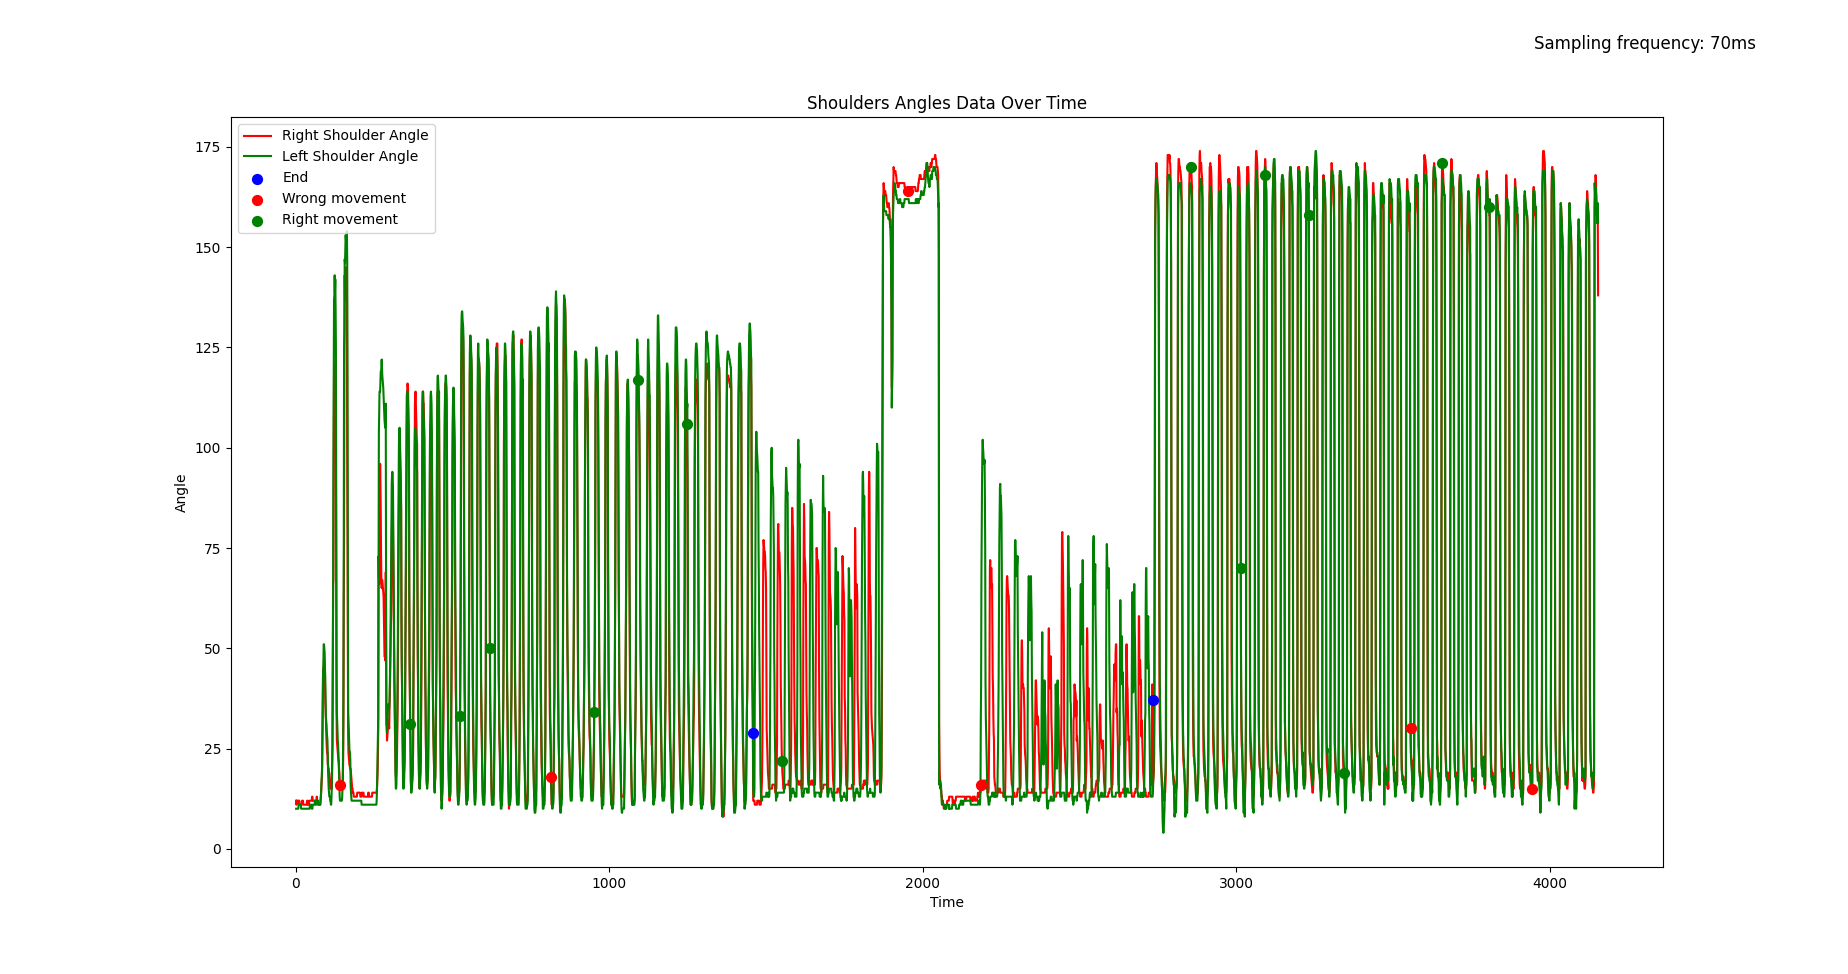 Sampling frequency: 70ms
Shoulders Angles Data Over Time
Right Shoulder Angle
Left Shoulder Angle
End
Wrong movement
Right movement
175
150
125
100
75
50
25
0
Angle
0 1000 2000 3000 4000
Time